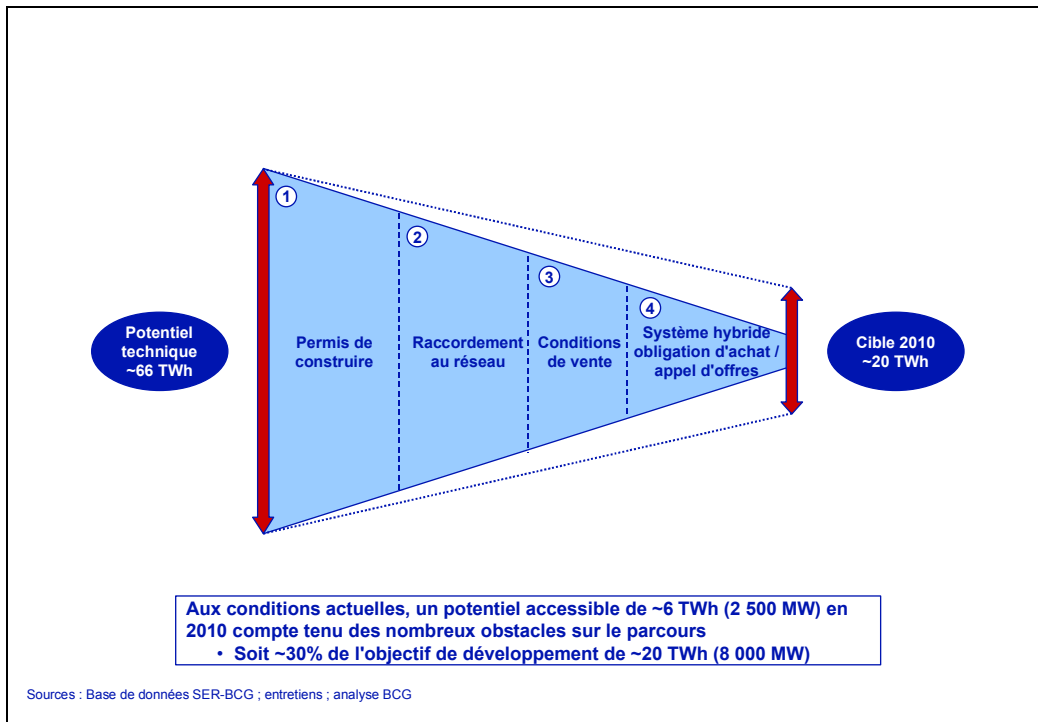 1
2
3
4
Potentiel
technique
~66 TWh
Permis de
construire
Raccordement
au réseau
Conditions
de vente
Système hybride
obligation d'achat /
appel d'offres
Cible 2010
~20 TWh
Aux conditions actuelles, un potentiel accessible de ~6 TWh (2 500 MW) en
2010 compte tenu des nombreux obstacles sur le parcours
• Soit ~30% de l'objectif de développement de ~20 TWh (8 000 MW)
Sources : Base de données SER-BCG ; entretiens ; analyse BCG